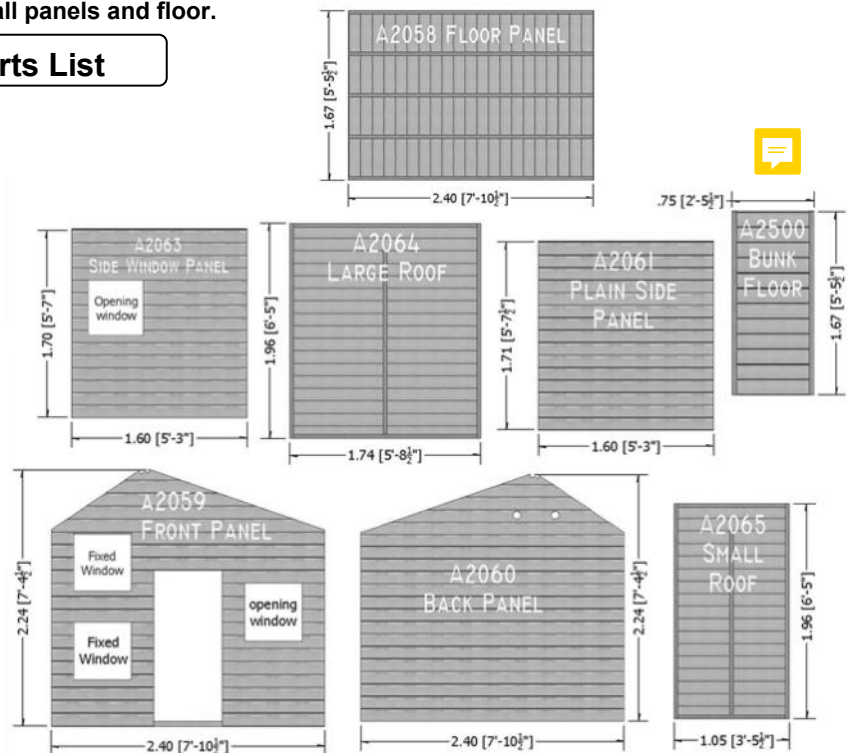 all panels and floor.
rts List
A2058 FLOOR PANEL
1.67 [5'-5½"]
2.40 [7'-10½"]
A2063
SIDE WINDOW PANEL
Opening
window
1.70 [5'-7"]
1.60 [5'-3"]
A2064
LARGE ROOF
1.96 [6'-5"]
1.74 [5'-8½"]
A2061
PLAIN SIDE
PANEL
1.71 [5'-7½"]
1.60 [5'-3"]
.75 [2'-5½"]
A2500
BUNK
FLOOR
1.67 [5'-5½"]
A2059
FRONT PANEL
Fixed
Window
Fixed
Window
opening
window
2.24 [7'-4½"]
2.40 [7'-10½"]
A2060
BACK PANEL
2.24 [7'-4½"]
2.40 [7'-10½"]
A2065
SMALL
ROOF
1.96 [6'-5"]
1.05 [3'-5½"]